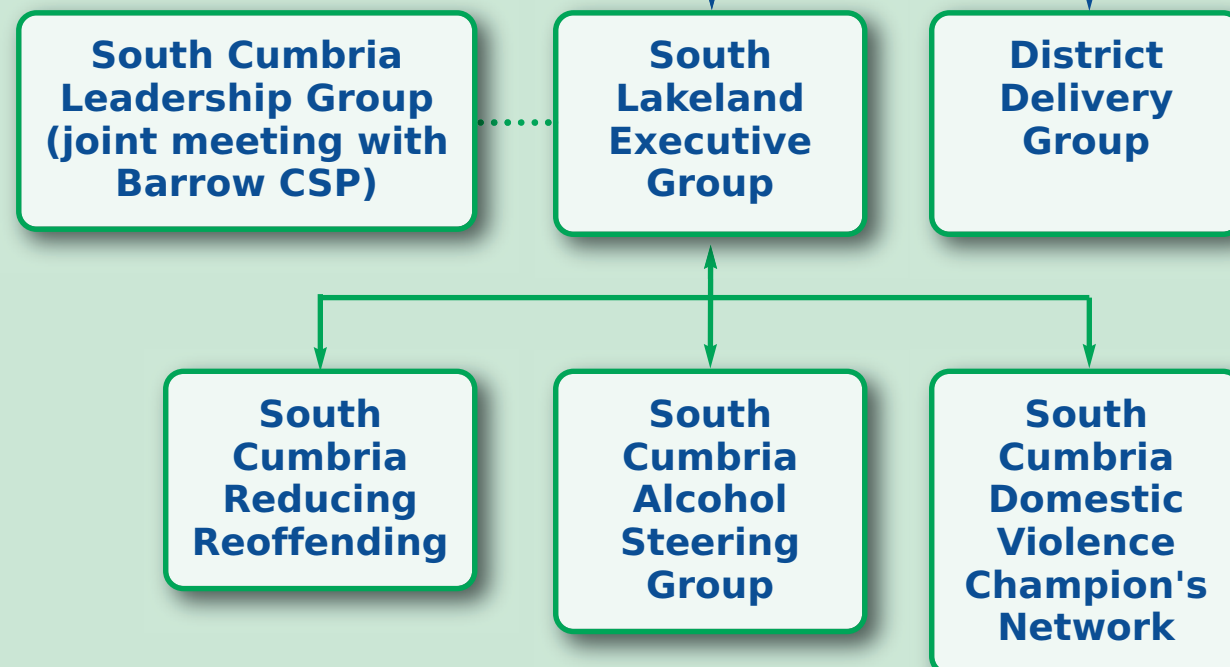 South Cumbria
Leadership Group
(joint meeting with
Barrow CSP)
South
Lakeland
Executive
Group
District
Delivery
Group
South
Cumbria
Reducing
Reoffending
South
Cumbria
Alcohol
Steering
Group
South
Cumbria
Domestic
Violence
Champion's
Network